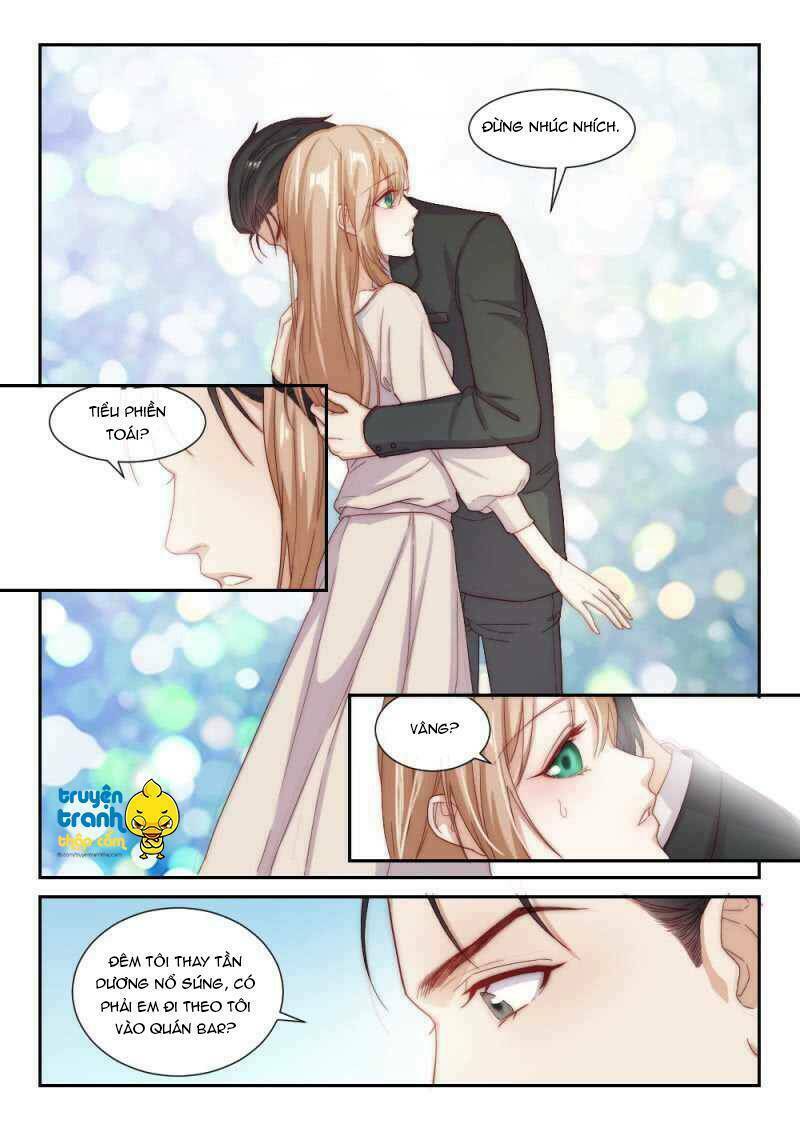 ĐỪNG NHÚC NHÍCH.
TIỂU PHIỀN
TOÁI?
VÂNG?
truyện
tranh
thập cẩm
ĐÊM TÔI THAY TẦN
DƯƠNG NỔ SÚNG, CÓ
PHẢI EM ĐI THEO TÔI
VÀO QUÁN BAR?